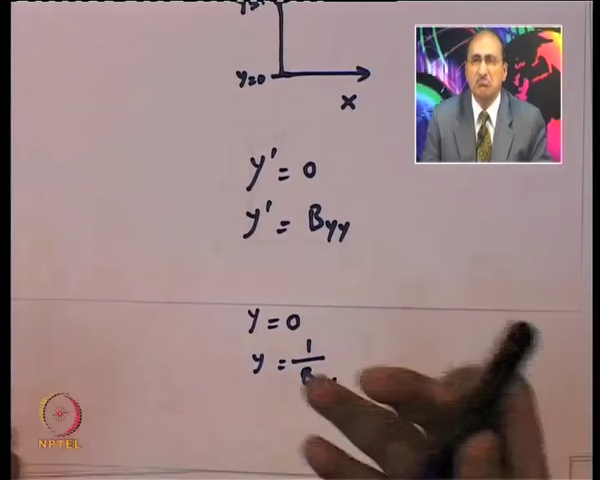 y=0
x
y' = 0
y' = Byy
y = 0
y = 1/B
NPTEL